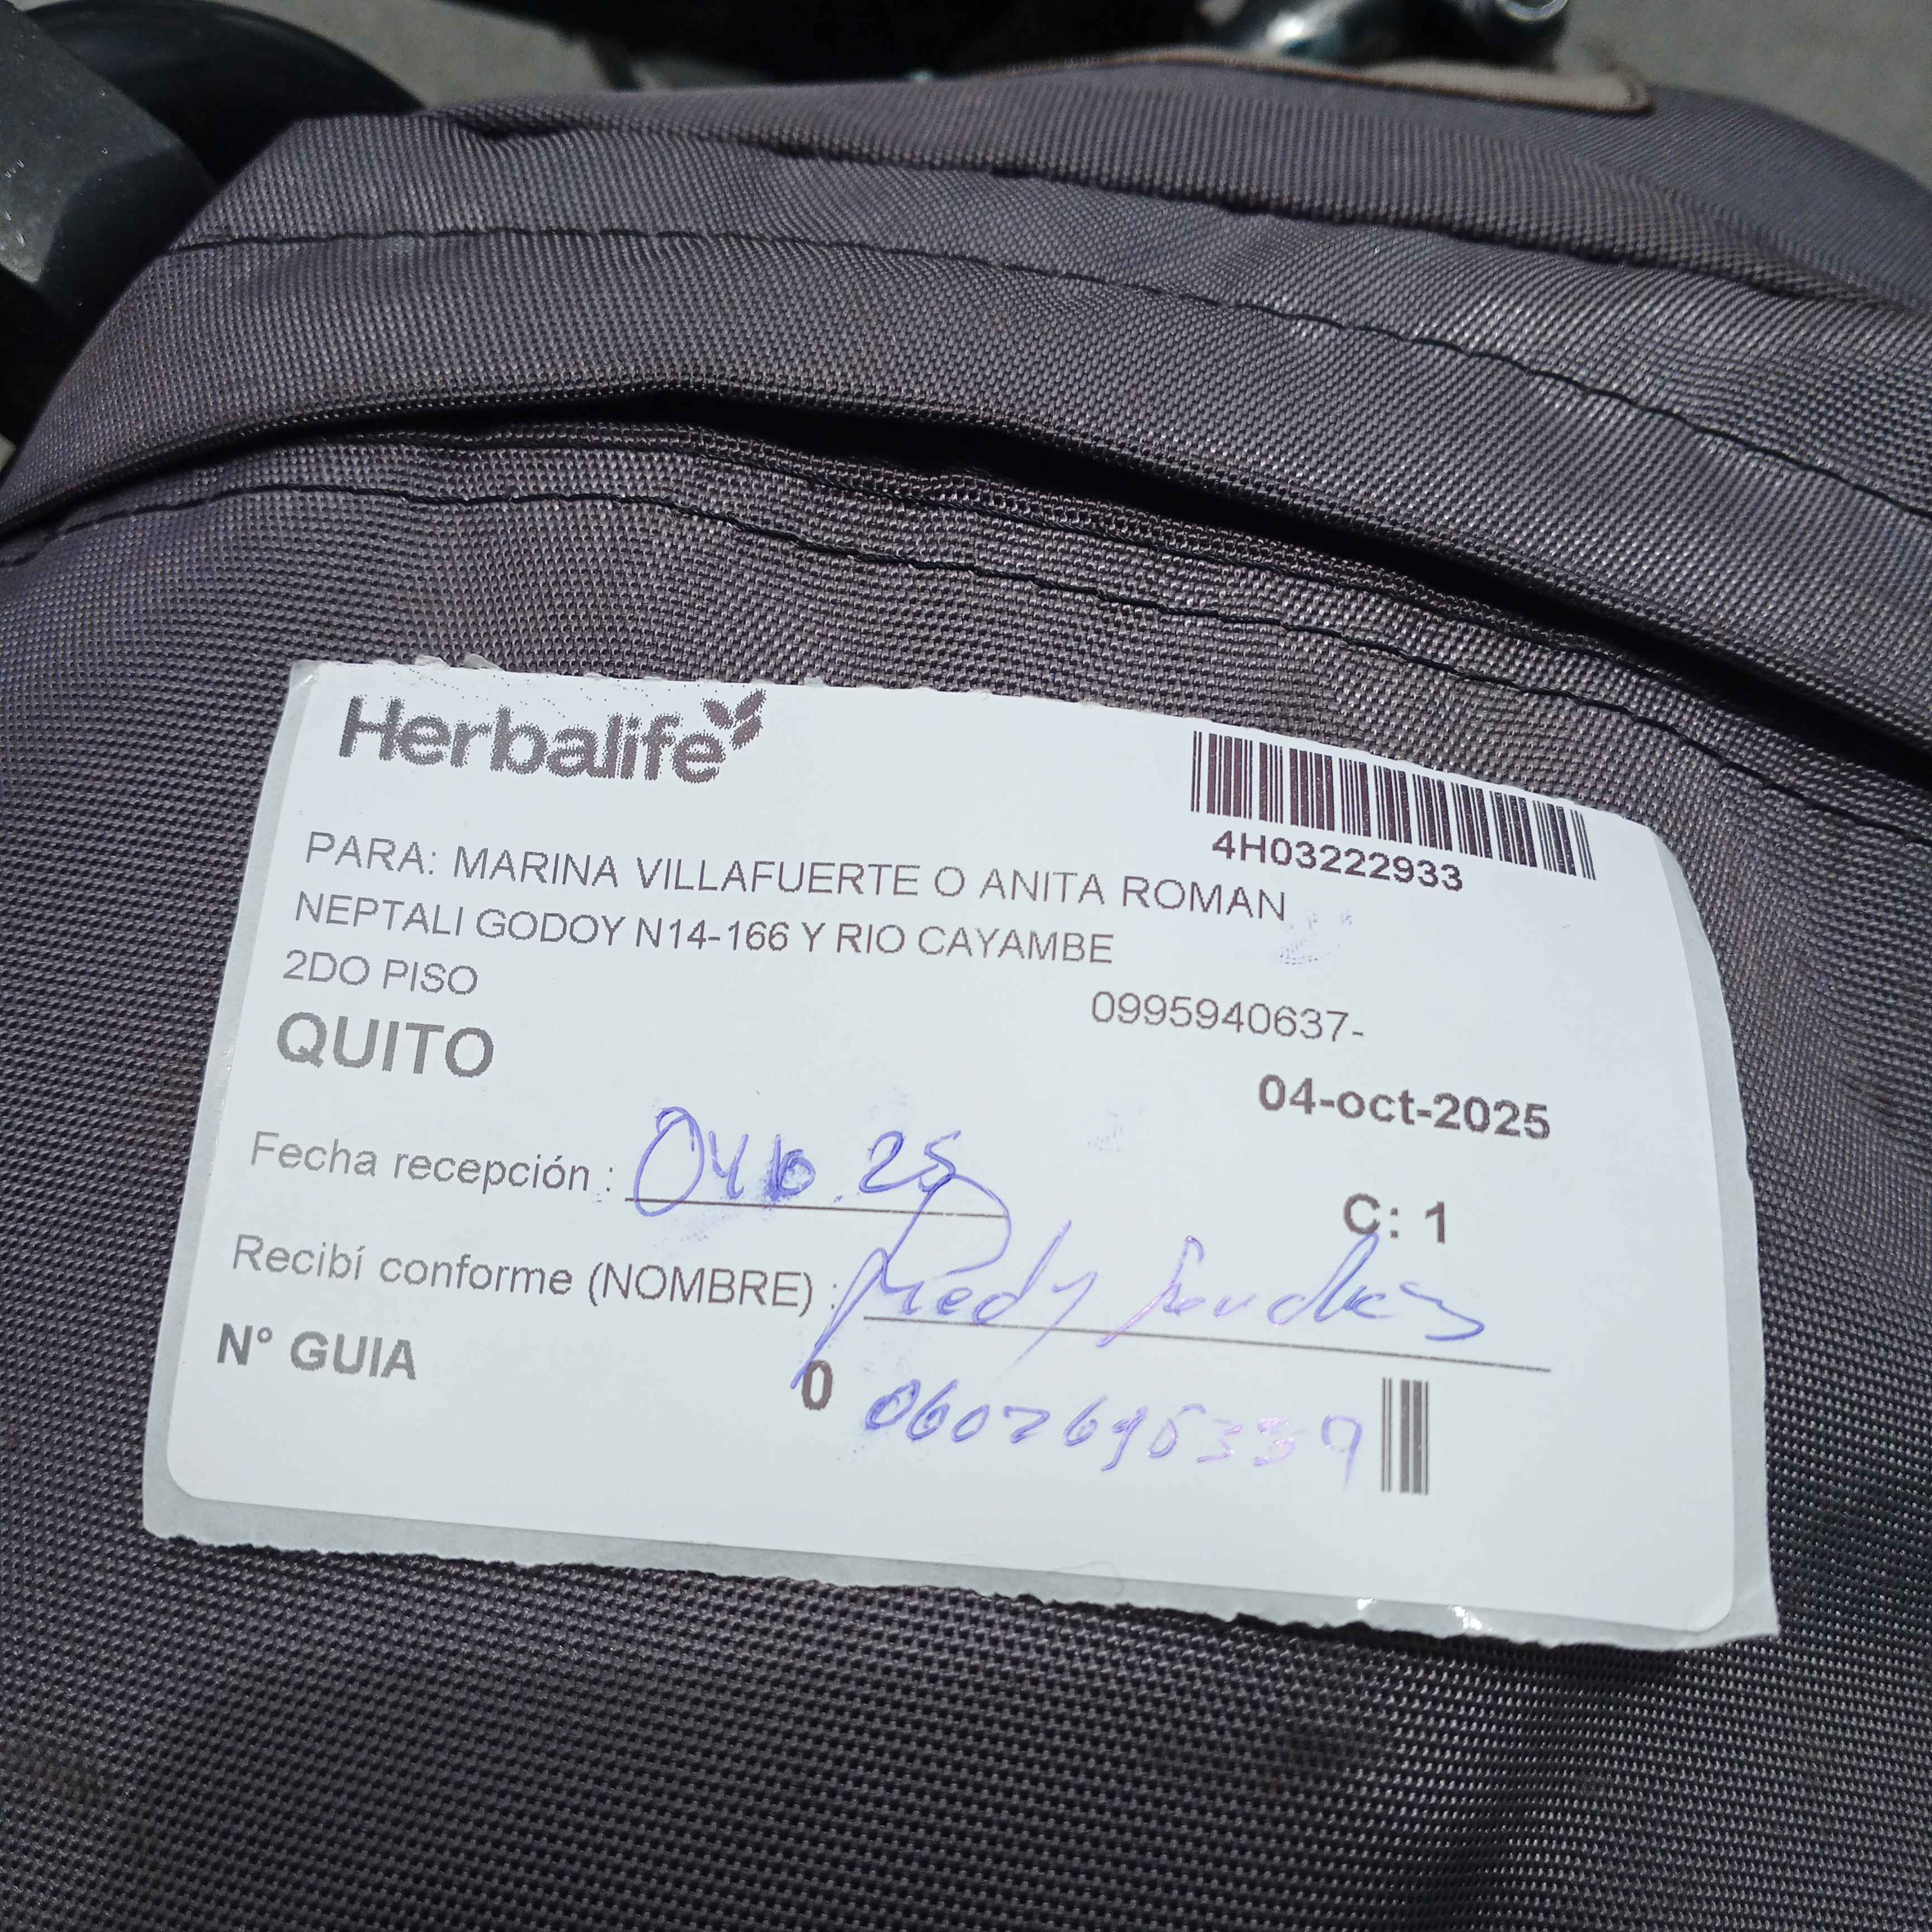 Herbalife
4H03222933
PARA: MARINA VILLAFUERTE O ANITA ROMAN
NEPTALI GODOY N14-166 Y RIO CAYAMBE
2DO PISO
0995940637-
QUITO
04-oct-2025
Fecha recepción : 04 10. 25
C: 1
Recibí conforme (NOMBRE) :
N° GUIA 0